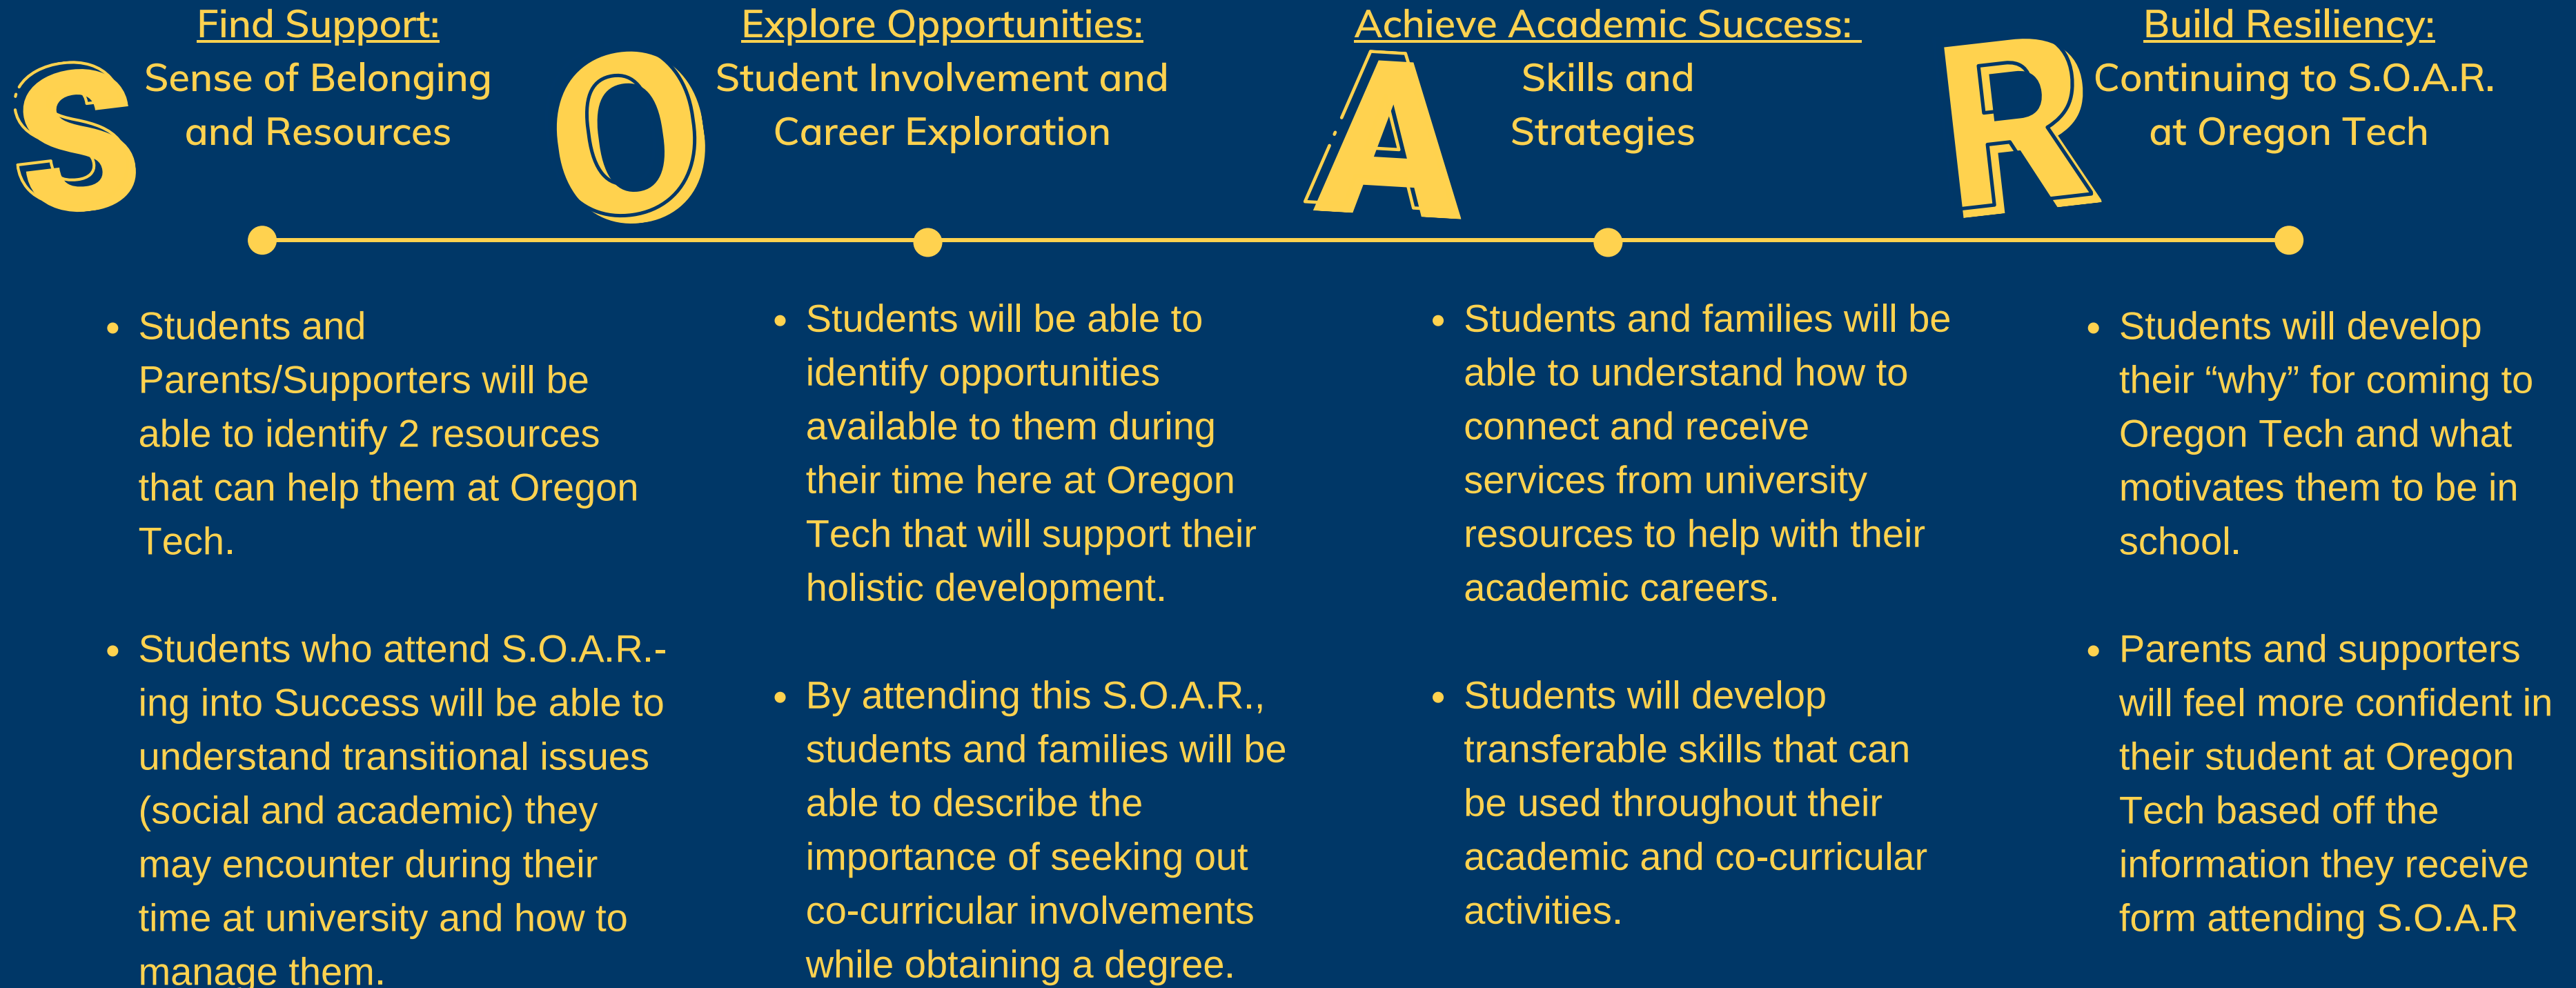 S
Find Support:
Sense of Belonging
and Resources
• Students and
Parents/Supporters will be
able to identify 2 resources
that can help them at Oregon
Tech.
• Students who attend S.O.A.R.-
ing into Success will be able to
understand transitional issues
(social and academic) they
may encounter during their
time at university and how to
manage them.
O
Explore Opportunities:
Student Involvement and
Career Exploration
• Students will be able to
identify opportunities
available to them during
their time here at Oregon
Tech that will support their
holistic development.
• By attending this S.O.A.R.,
students and families will be
able to describe the
importance of seeking out
co-curricular involvements
while obtaining a degree.
A
Achieve Academic Success:
Skills and
Strategies
• Students and families will be
able to understand how to
connect and receive
services from university
resources to help with their
academic careers.
• Students will develop
transferable skills that can
be used throughout their
academic and co-curricular
activities.
R
Build Resiliency:
Continuing to S.O.A.R.
at Oregon Tech
• Students will develop
their “why” for coming to
Oregon Tech and what
motivates them to be in
school.
• Parents and supporters
will feel more confident in
their student at Oregon
Tech based off the
information they receive
form attending S.O.A.R